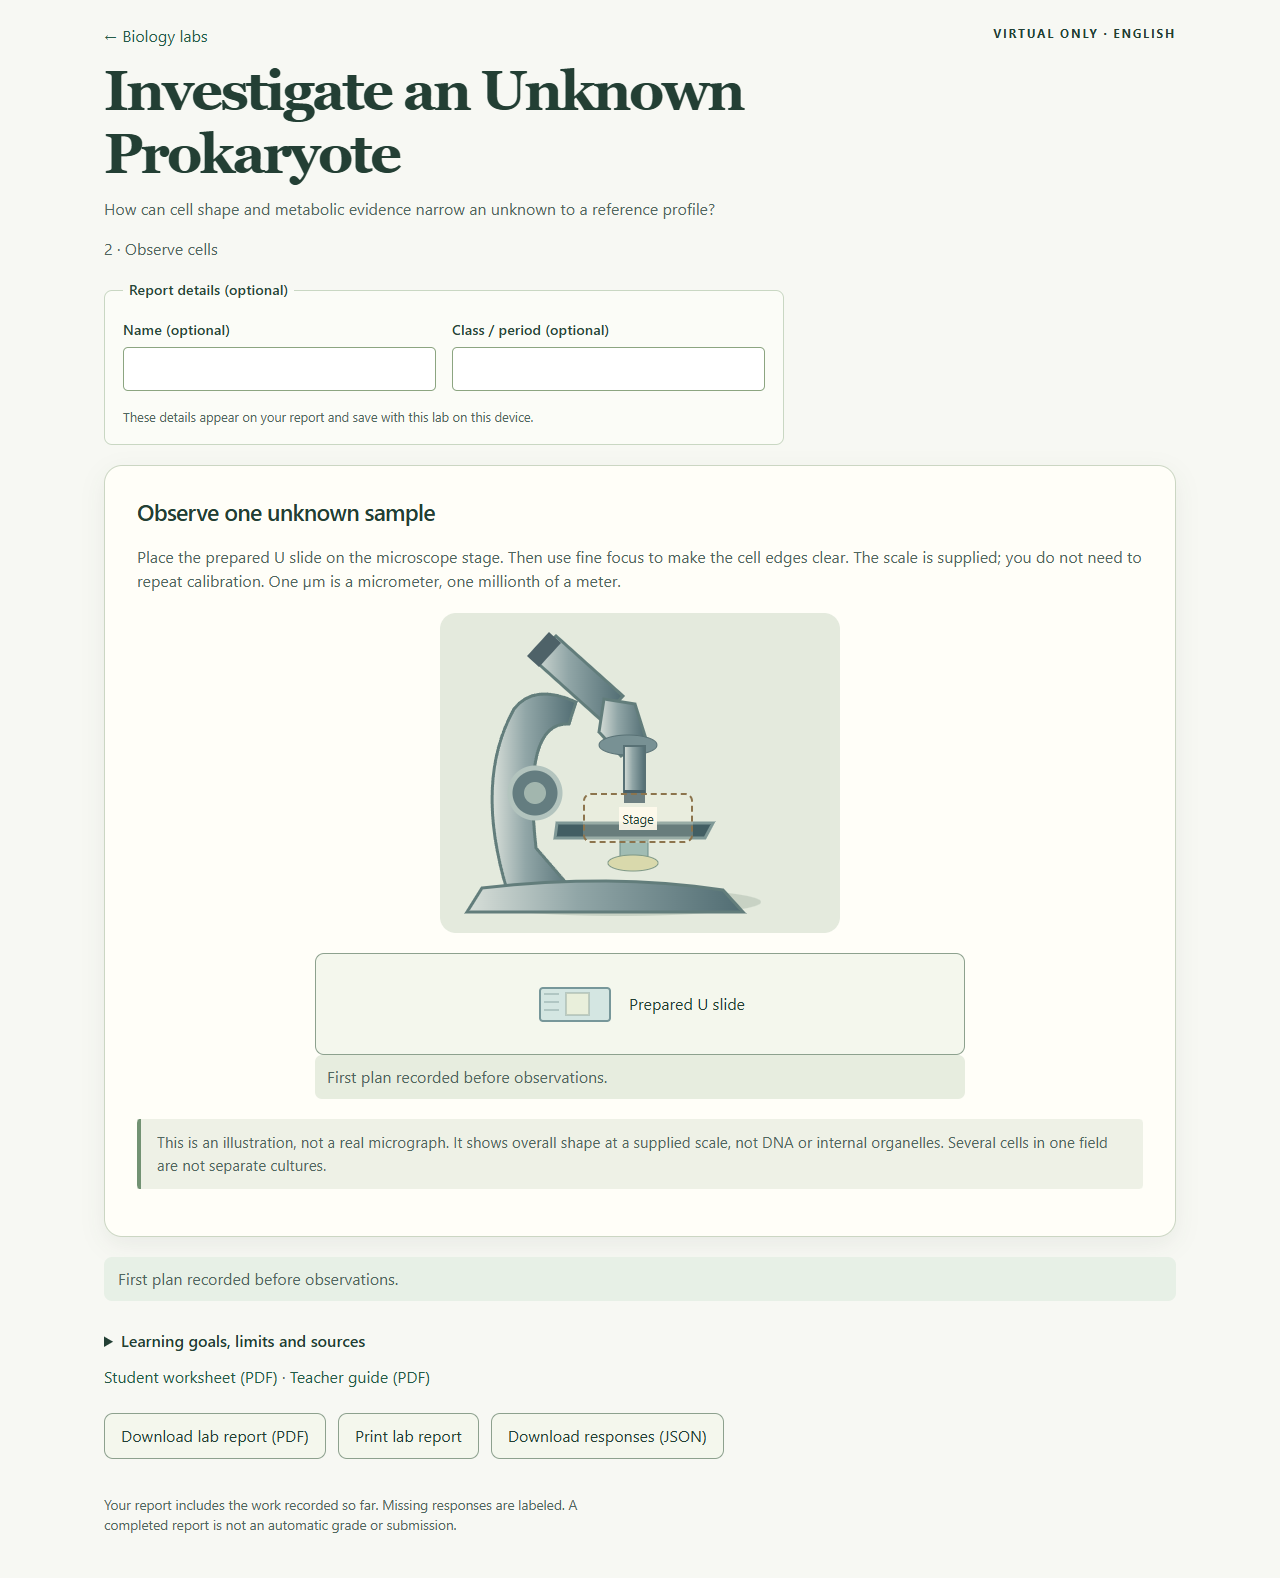 ← Biology labs
VIRTUAL ONLY · ENGLISH
Investigate an Unknown
Prokaryote
How can cell shape and metabolic evidence narrow an unknown to a reference profile?
2 · Observe cells
Report details (optional)
Name (optional)
Class / period (optional)
These details appear on your report and save with this lab on this device.
Observe one unknown sample
Place the prepared U slide on the microscope stage. Then use fine focus to make the cell edges clear. The scale is supplied; you do not need to
repeat calibration. One µm is a micrometer, one millionth of a meter.
Stage
Prepared U slide
First plan recorded before observations.
This is an illustration, not a real micrograph. It shows overall shape at a supplied scale, not DNA or internal organelles. Several cells in one field
are not separate cultures.
First plan recorded before observations.
Learning goals, limits and sources
Student worksheet (PDF) · Teacher guide (PDF)
Download lab report (PDF)
Print lab report
Download responses (JSON)
Your report includes the work recorded so far. Missing responses are labeled. A
completed report is not an automatic grade or submission.